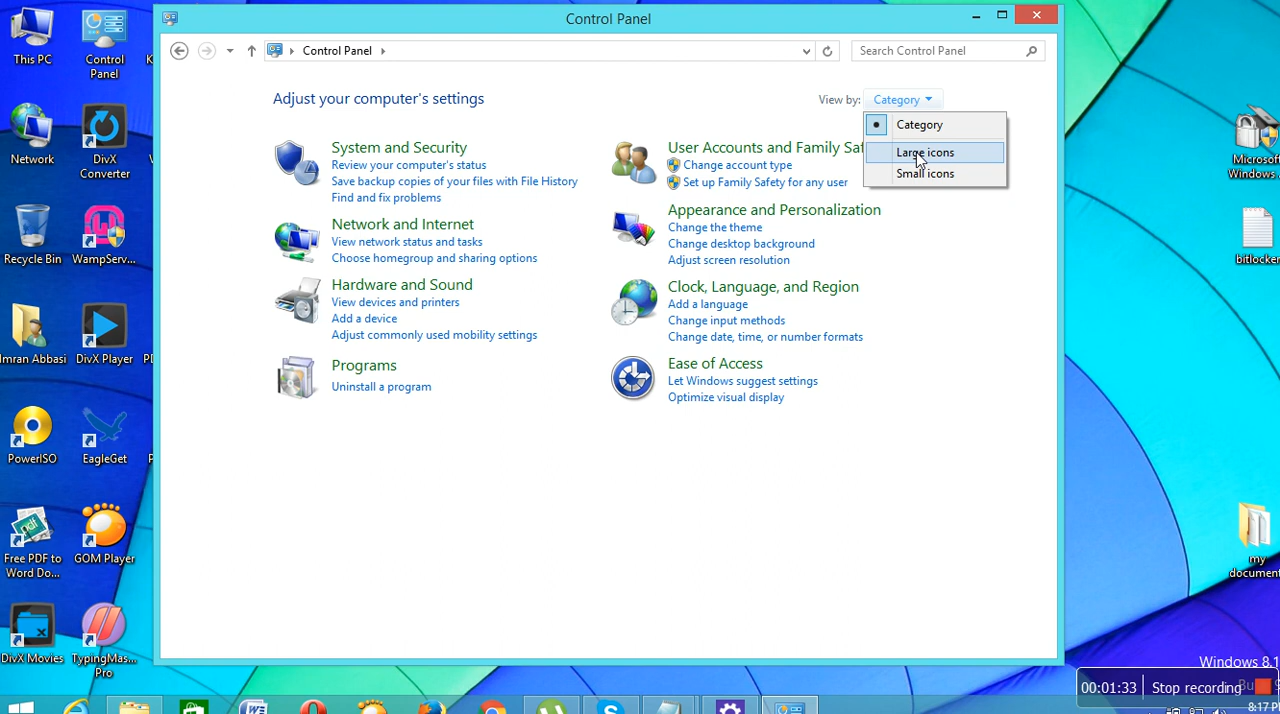 Control Panel
This PC
Control
Panel
K
Control Panel
Search Control Panel
Adjust your computer's settings
View by:
Category
Category
Large icons
Small icons
System and Security
Review your computer's status
Save backup copies of your files with File History
Find and fix problems
User Accounts and Family Saf
Change account type
Set up Family Safety for any user
Network and Internet
View network status and tasks
Choose homegroup and sharing options
Appearance and Personalization
Change the theme
Change desktop background
Adjust screen resolution
Hardware and Sound
View devices and printers
Add a device
Adjust commonly used mobility settings
Clock, Language, and Region
Add a language
Change input methods
Change date, time, or number formats
Programs
Uninstall a program
Ease of Access
Let Windows suggest settings
Optimize visual display
Network
DivX
Converter
V
Recycle Bin
WampServ...
Imran Abbasi
DivX Player
PD
PowerISO
EagleGet
P
Free PDF to
Word Do...
GOM Player
DivX Movies
TypingMas...
Pro
Microsof
Windows
bitlocker
my
document
Windows 8.1
Bu
00:01:33
Stop recording
8:17 P